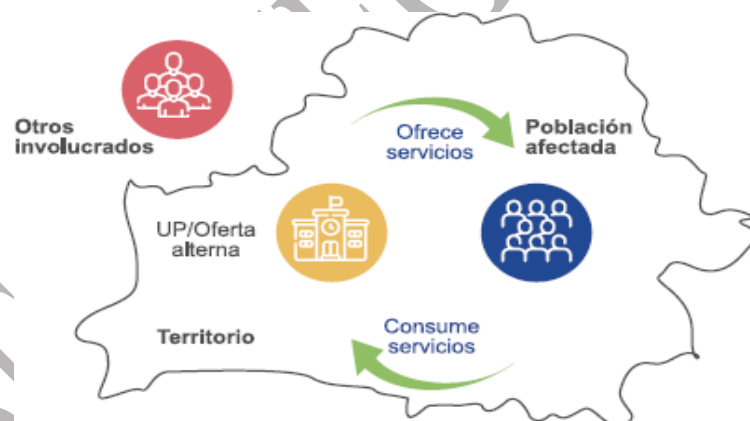 Otros
involucrados
Ofrece
servicios
Población
afectada
UP/Oferta
alterna
Territorio
Consume
servicios